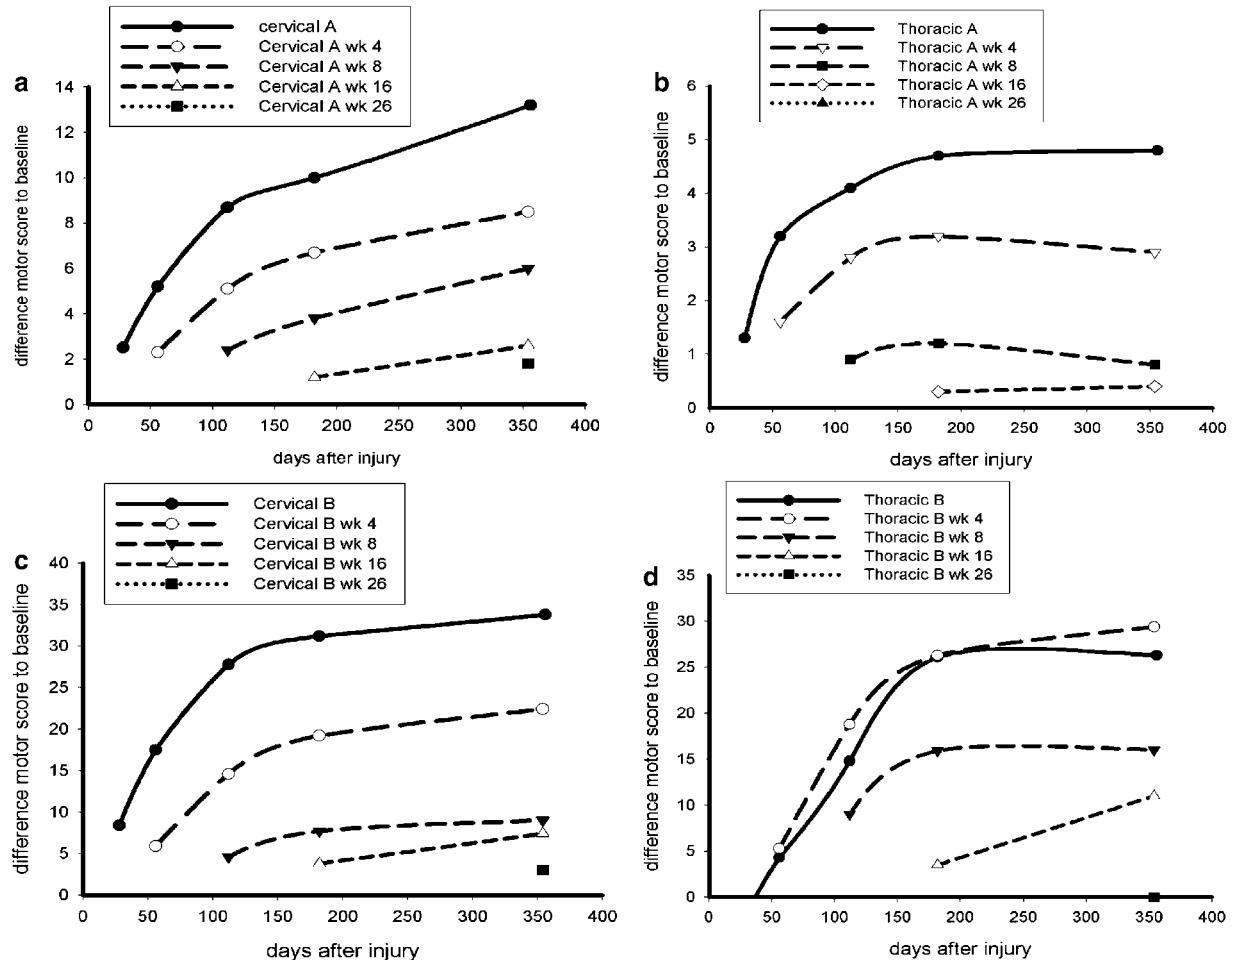 a
cervical A
Cervical A wk 4
Cervical A wk 8
Cervical A wk 16
Cervical A wk 26
difference motor score to baseline
14
12
10
8
6
4
2
0
0 50 100 150 200 250 300 350 400
days after injury
b
Thoracic A
Thoracic A wk 4
Thoracic A wk 8
Thoracic A wk 16
Thoracic A wk 26
difference motor score to baseline
6
5
4
3
2
1
0
0 50 100 150 200 250 300 350 400
days after injury
c
Cervical B
Cervical B wk 4
Cervical B wk 8
Cervical B wk 16
Cervical B wk 26
difference motor score to baseline
40
35
30
25
20
15
10
5
0
0 50 100 150 200 250 300 350 400
days after injury
d
Thoracic B
Thoracic B wk 4
Thoracic B wk 8
Thoracic B wk 16
Thoracic B wk 26
difference motor score to baseline
35
30
25
20
15
10
5
0
0 50 100 150 200 250 300 350 400
days after injury